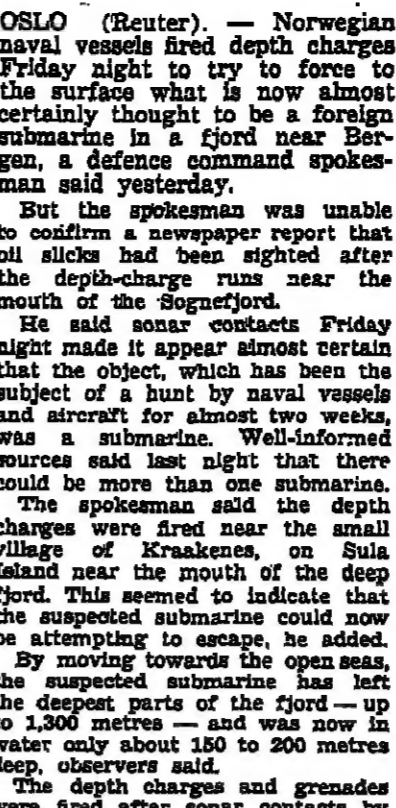 OSLO (Reuter). — Norwegian
naval vessels fired depth charges
Friday night to try to force to
the surface what is now almost
certainly thought to be a foreign
submarine in a fjord near Ber-
gen, a defence command spokes-
man said yesterday.
But the spokesman was unable
to confirm a newspaper report that
oil slicks had been sighted after
the depth-charge runs near the
mouth of the Sognefjord.
He said sonar contacts Friday
night made it appear almost certain
that the object, which has been the
subject of a hunt by naval vessels
and aircraft for almost two weeks,
was a submarine. Well-informed
sources said last night that there
could be more than one submarine.
The spokesman said the depth
charges were fired near the small
village of Kraakenes, on Sula
Island near the mouth of the deep
fjord. This seemed to indicate that
the suspected submarine could now
be attempting to escape, he added.
By moving towards the open seas,
the suspected submarine has left
the deepest parts of the fjord — up
to 1,300 metres — and was now in
water only about 150 to 200 metres
deep, observers said.
The depth charges and grenades
were fired after sonar contacts by